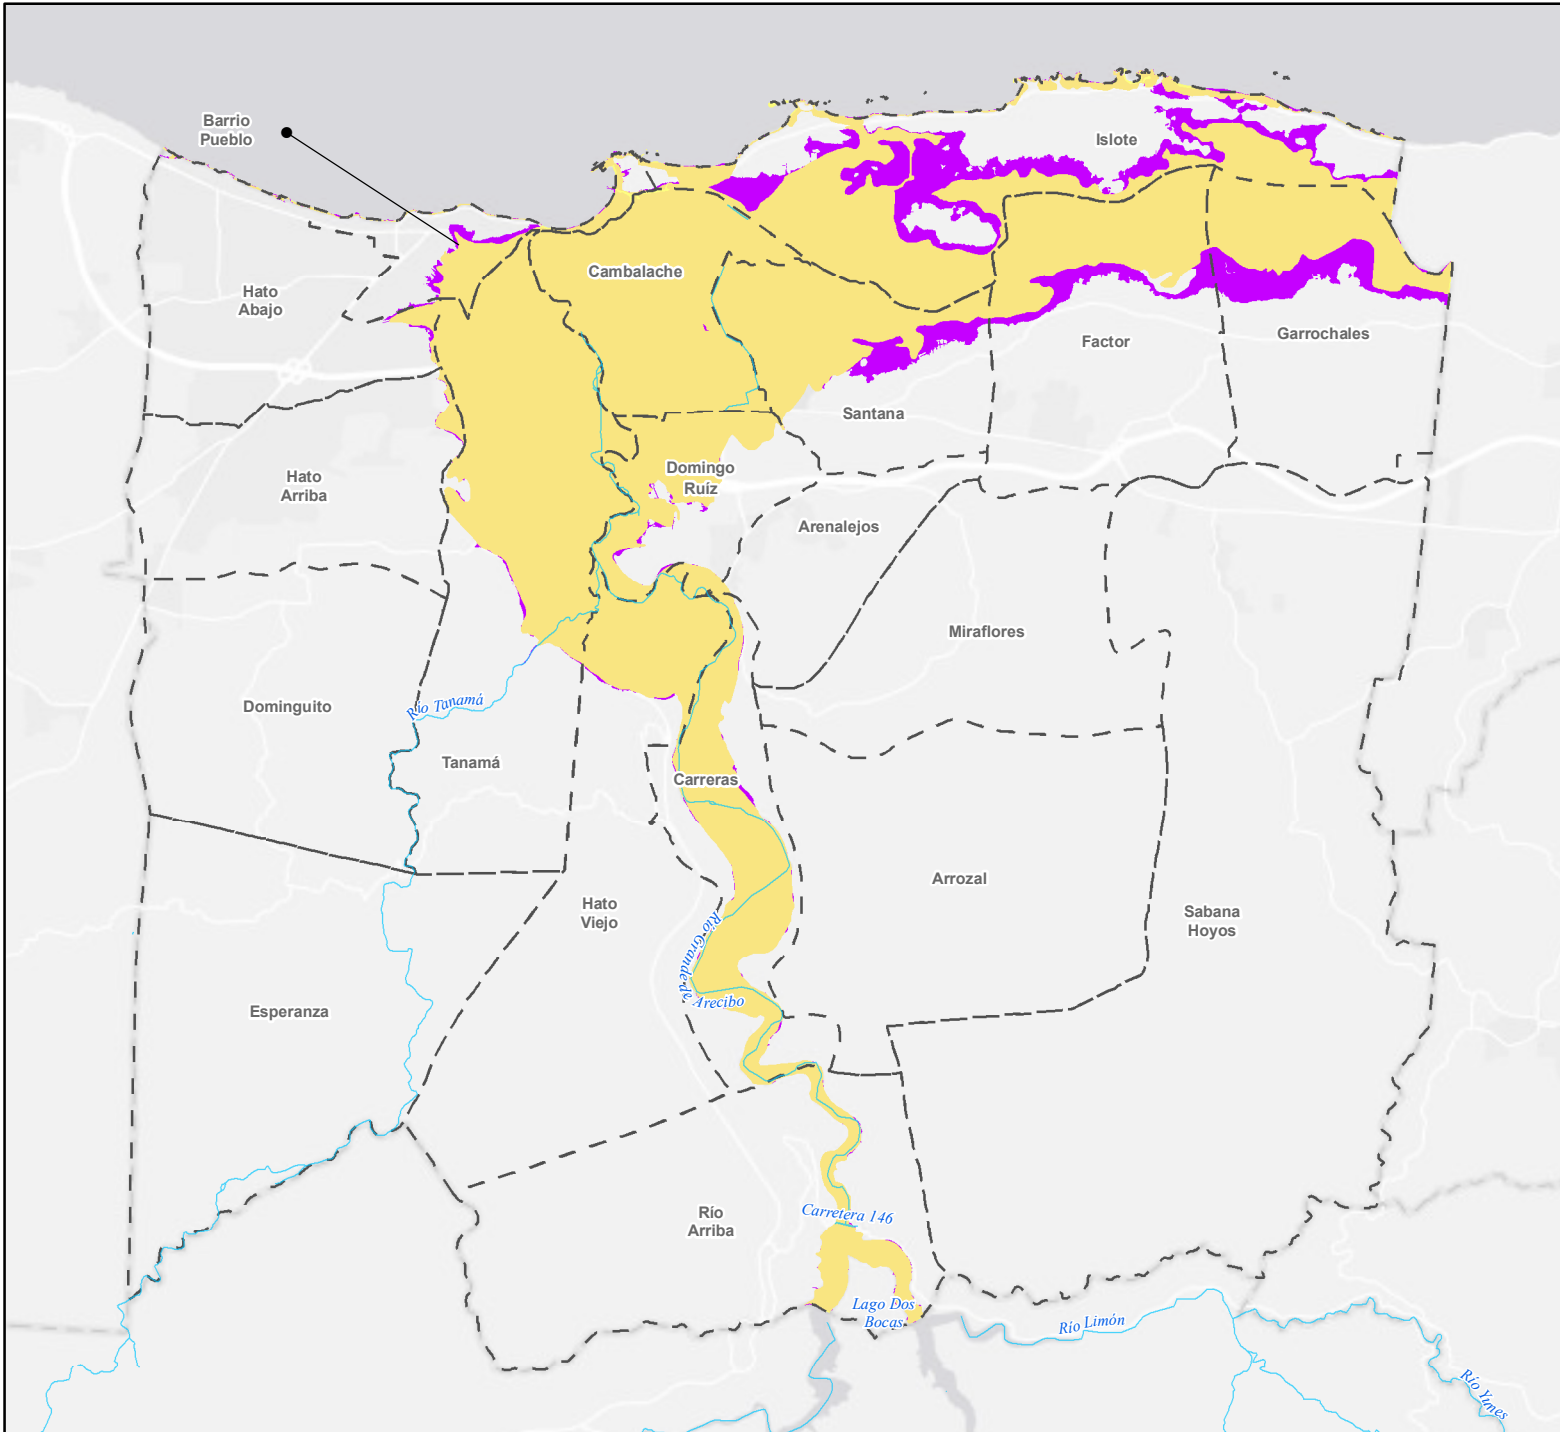 Barrio
Pueblo
Islote
Cambalache
Hato
Abajo
Factor
Garrochales
Santana
Hato
Arriba
Domingo
Ruíz
Arenalejos
Miraflores
Dominguito
Río Tanamá
Tanamá
Carreras
Arrozal
Hato
Viejo
Sabana
Hoyos
Río Grande de
Arecibo
Esperanza
Río
Arriba
Carretera 146
Lago Dos
Bocas
Río Limón
Río Yunes